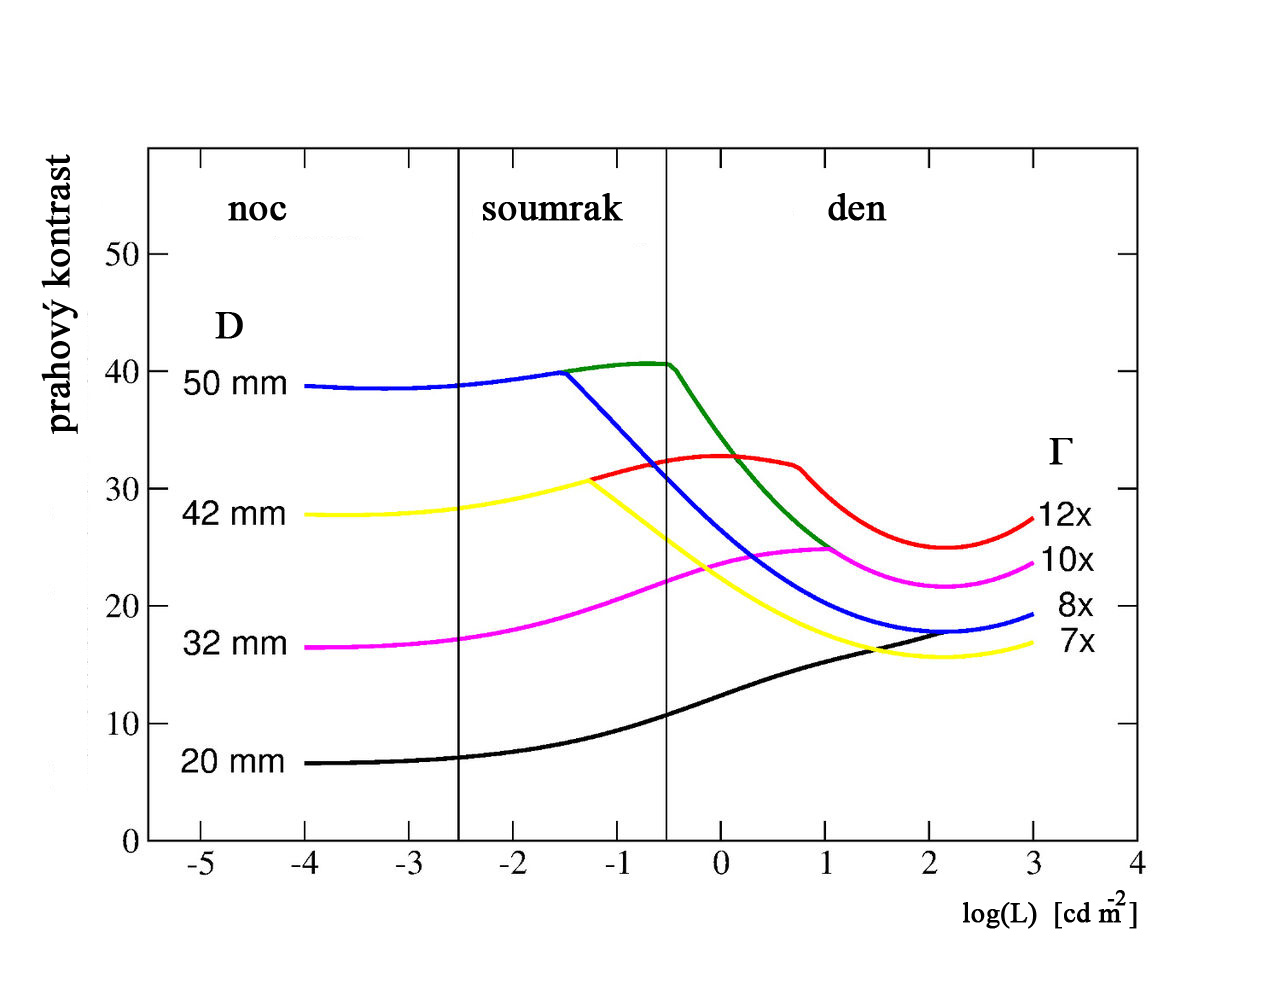 prahový kontrast
noc soumrak den
50
D
40
50 mm
Γ
30
42 mm
12x
10x
20
8x
32 mm
7x
10
20 mm
0
-5 -4 -3 -2 -1 0 1 2 3 4
log(L) [cd m-2]